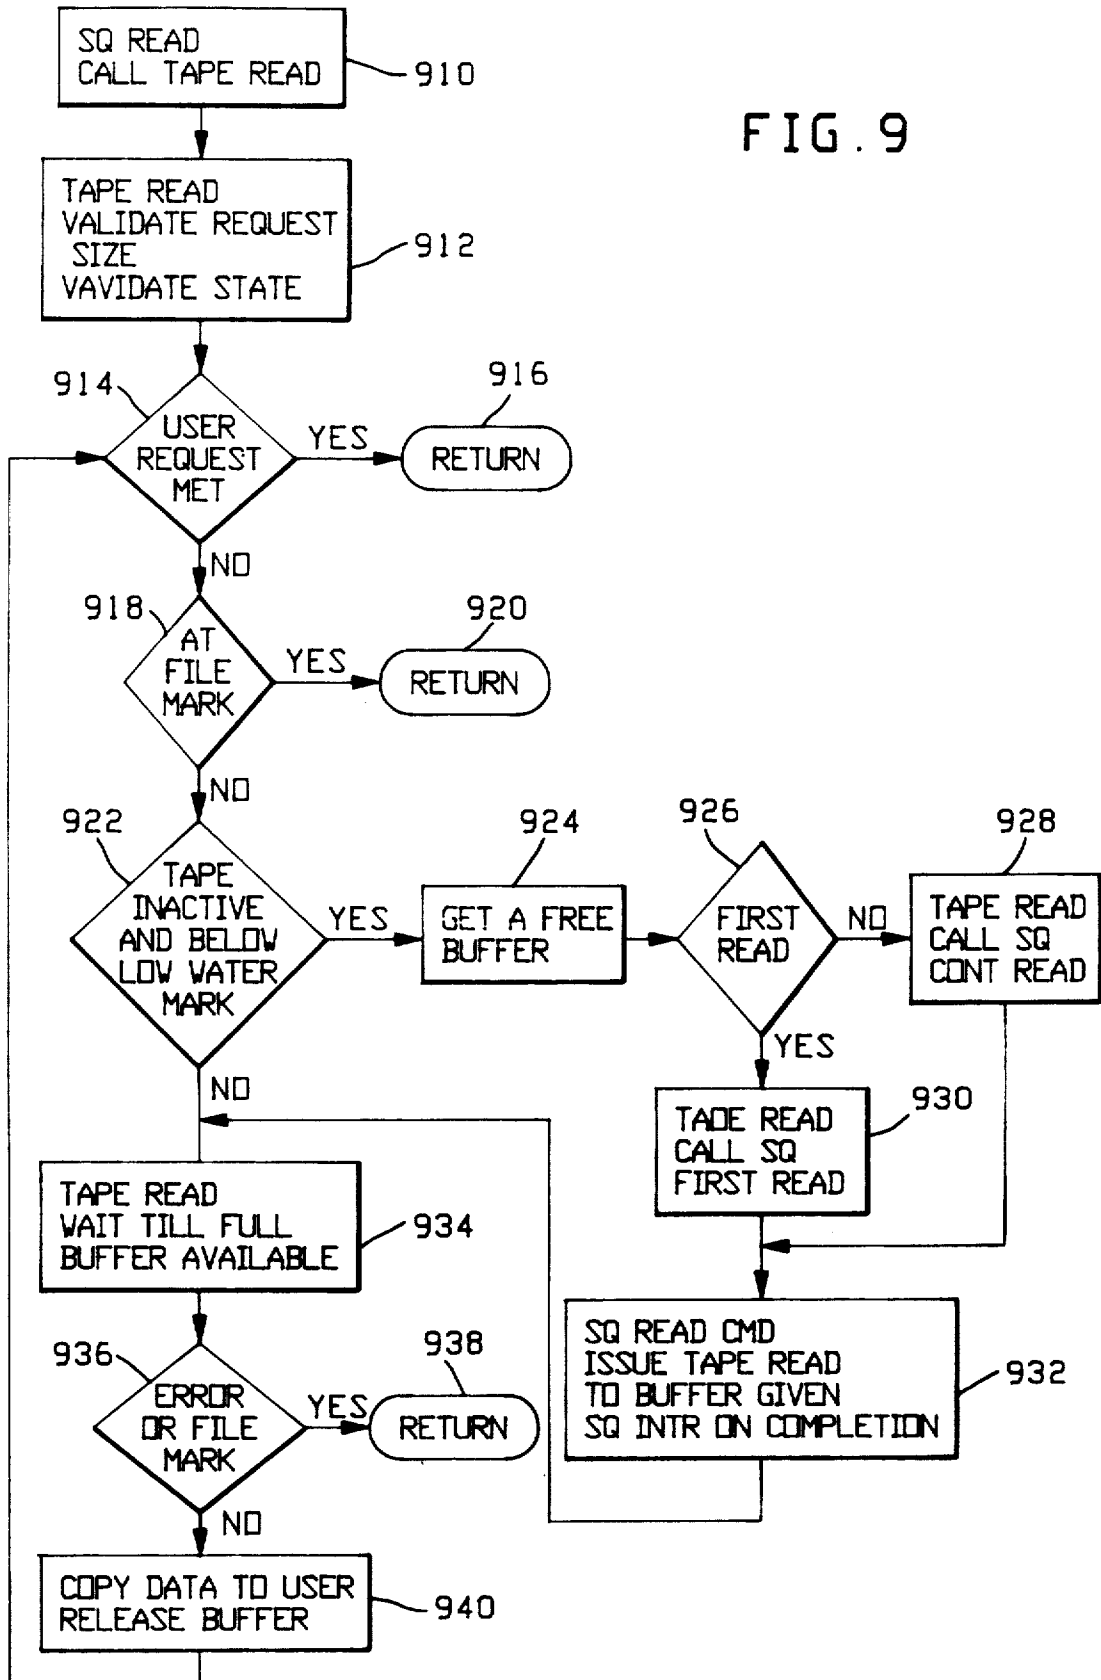 SQ READ
CALL TAPE READ
910
FIG. 9
TAPE READ
VALIDATE REQUEST
SIZE
VAVIDATE STATE
912
914
USER
REQUEST
MET
YES
916
RETURN
NO
918
AT
FILE
MARK
YES
920
RETURN
NO
922
TAPE
INACTIVE
AND BELOW
LOW WATER
MARK
YES
924
GET A FREE
BUFFER
926
FIRST
READ
NO
928
TAPE READ
CALL SQ
CONT READ
YES
NO
930
TADE READ
CALL SQ
FIRST READ
TAPE READ
WAIT TILL FULL
BUFFER AVAILABLE
934
SQ READ CMD
ISSUE TAPE READ
TO BUFFER GIVEN
SQ INTR ON COMPLETION
932
936
ERROR
OR FILE
MARK
YES
938
RETURN
NO
COPY DATA TO USER
RELEASE BUFFER
940